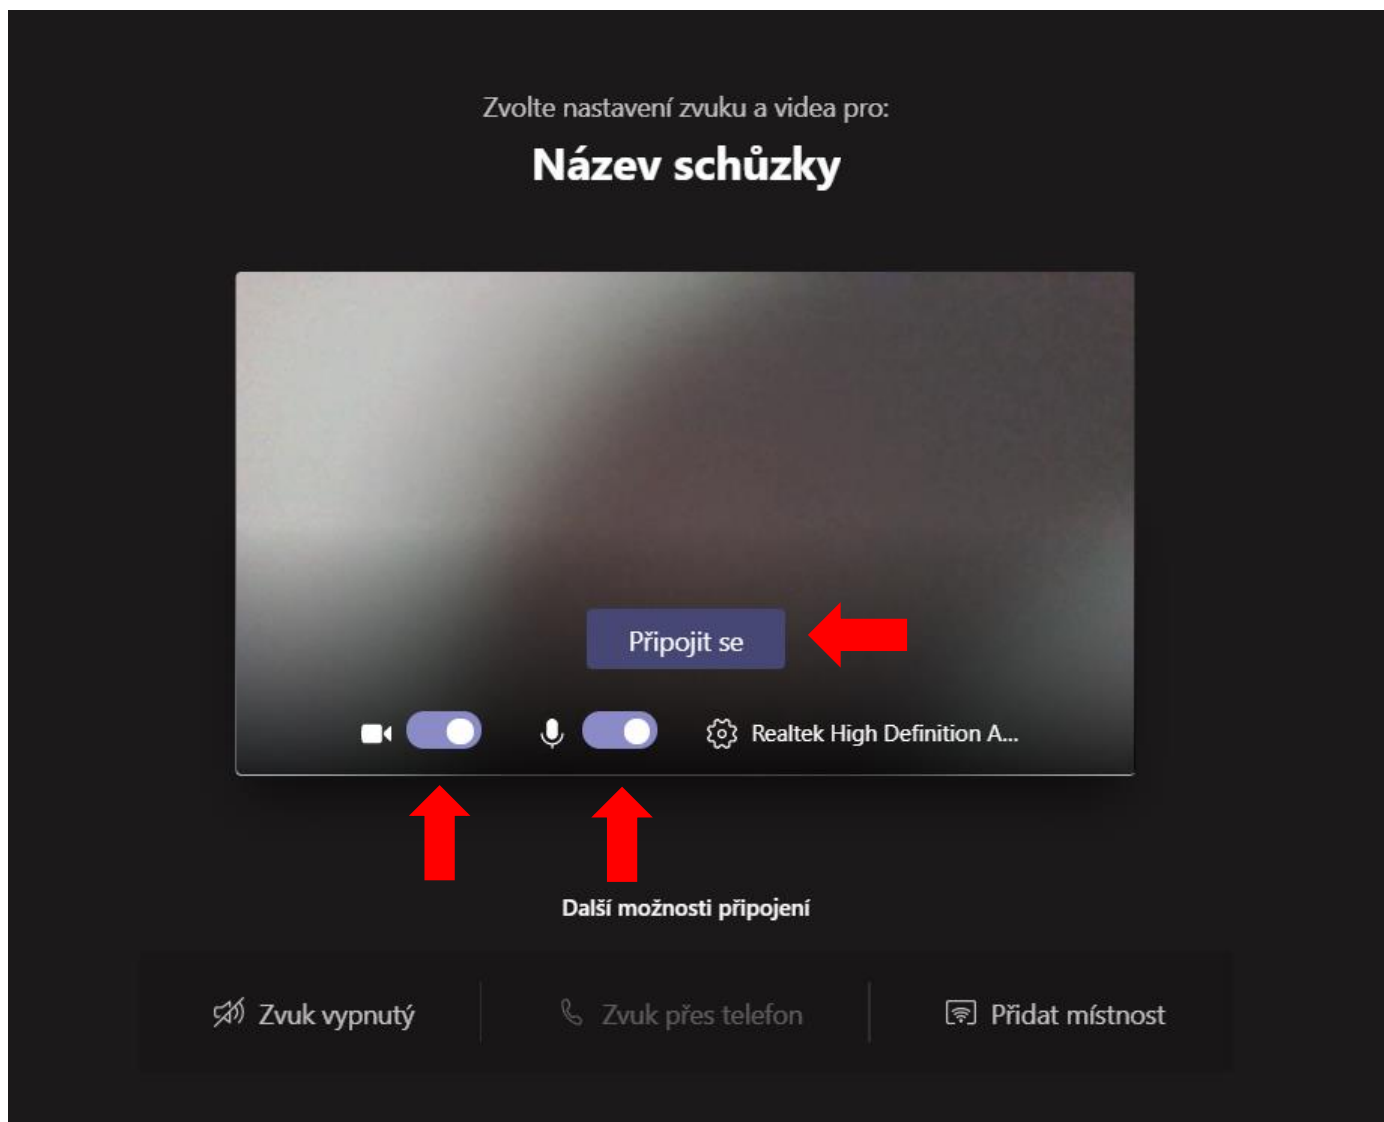 Zvolte nastavení zvuku a videa pro:
Název schůzky
Připojit se
Realtek High Definition A...
Další možnosti připojení
Zvuk vypnutý
Zvuk přes telefon
Přidat místnost